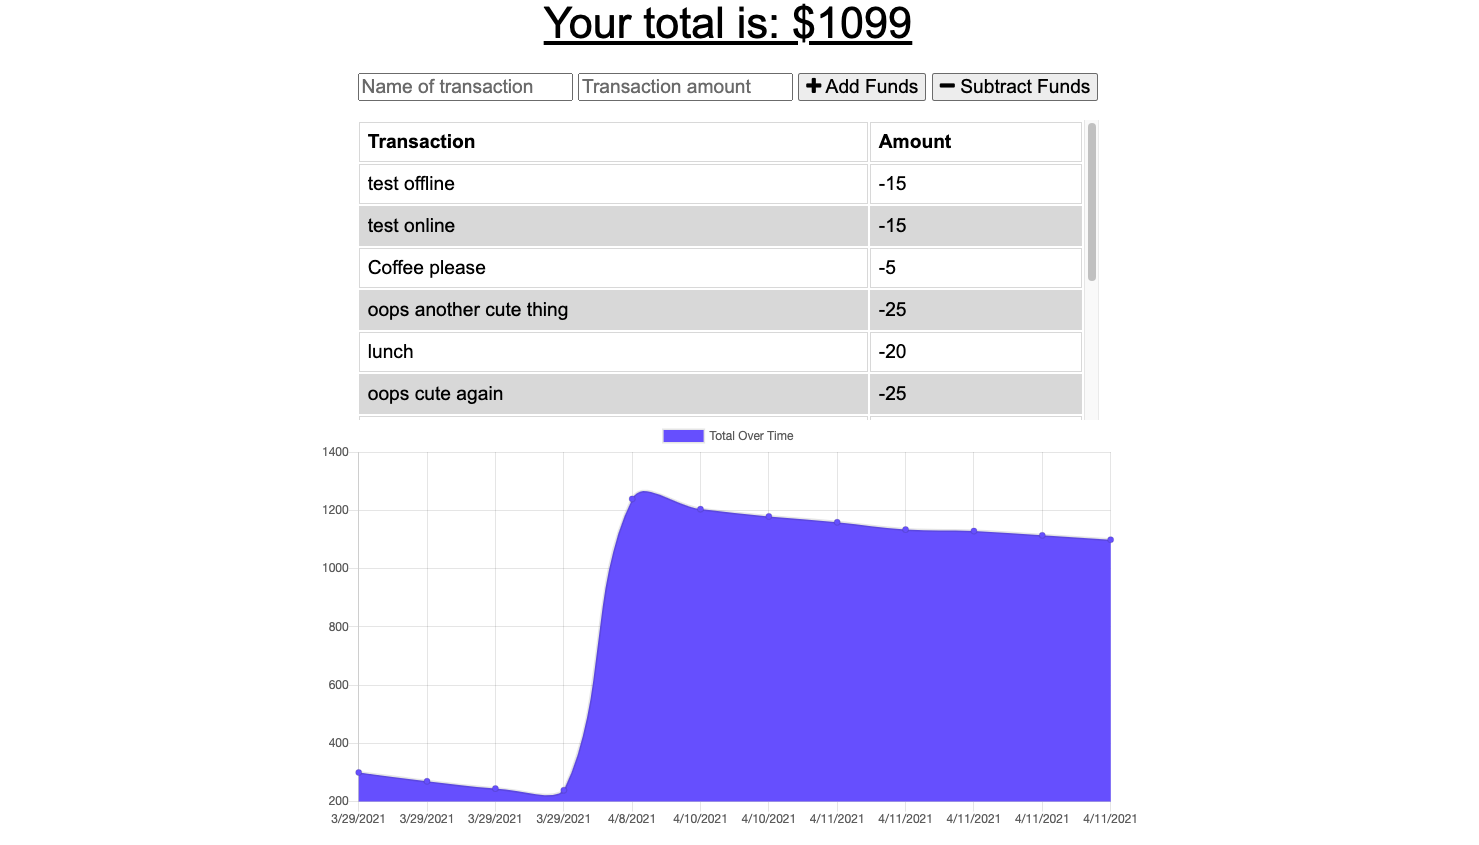 Your total is: $1099
Name of transaction Transaction amount Add Funds Subtract Funds
Transaction Amount
test offline -15
test online -15
Coffee please -5
oops another cute thing -25
lunch -20
oops cute again -25
Total Over Time
1400
1200
1000
800
600
400
200
3/29/2021 3/29/2021 3/29/2021 3/29/2021 4/8/2021 4/10/2021 4/10/2021 4/11/2021 4/11/2021 4/11/2021 4/11/2021 4/11/2021